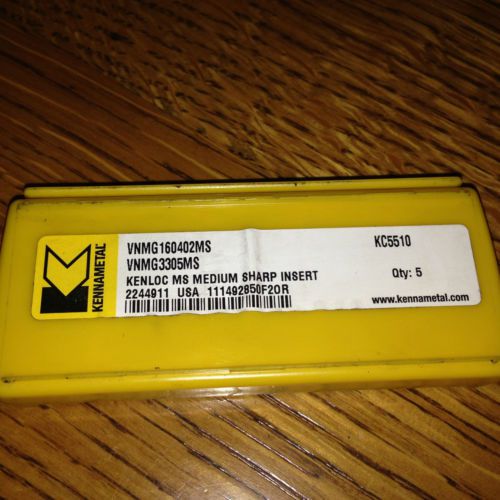 KENNAMETAL
VNMG160402MS
KC5510
VNMG3305MS
KENLOC MS MEDIUM SHARP INSERT
Qty: 5
2244911 USA 111492850F20R
www.kennametal.com